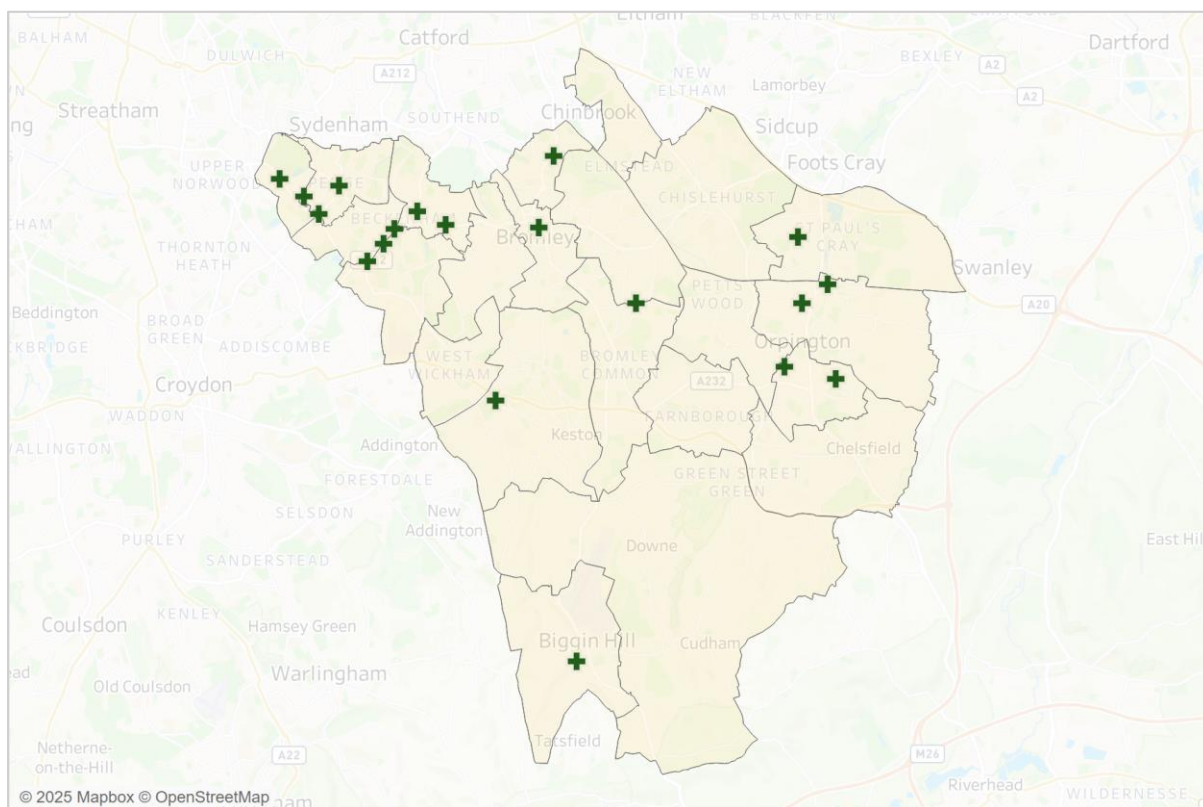 Eltham
BALHAM
Catford
BLACKFEN
Dartford
DULWICH
A212
BEXLEY
A2
NEW
ELTHAM
Lamorbey
A2
Streatham
Chinbrook
SOUTHEND
Sydenham
Sidcup
UPPER
NORWOOD
ELMSTEAD
Foots Cray
CHISLEHURST
BECKENHAM
ST PAUL'S
CRAY
Bromley
THORNTON
HEATH
Swanley
PETTS
WOOD
A20
Beddington
BROAD
GREEN
ADDISCOMBE
Orpington
WEST
WICKHAM
BROMLEY
COMMON
A232
Croydon
WADDON
FARNBOROUGH
Addington
Keston
Chelsfield
FORESTDALE
GREEN STREET
GREEN
SELSDON
New
Addington
PURLEY
Downe
East Hil
SANDERSTEAD
KENLEY
Coulsdon
Hamsey Green
Biggin Hill
Cudham
Warlingham
Old Coulsdon
Tatsfield
Netherne-
on-the-Hill
A22
M26
Riverhead
WILDERNESSE
© 2025 Mapbox © OpenStreetMap